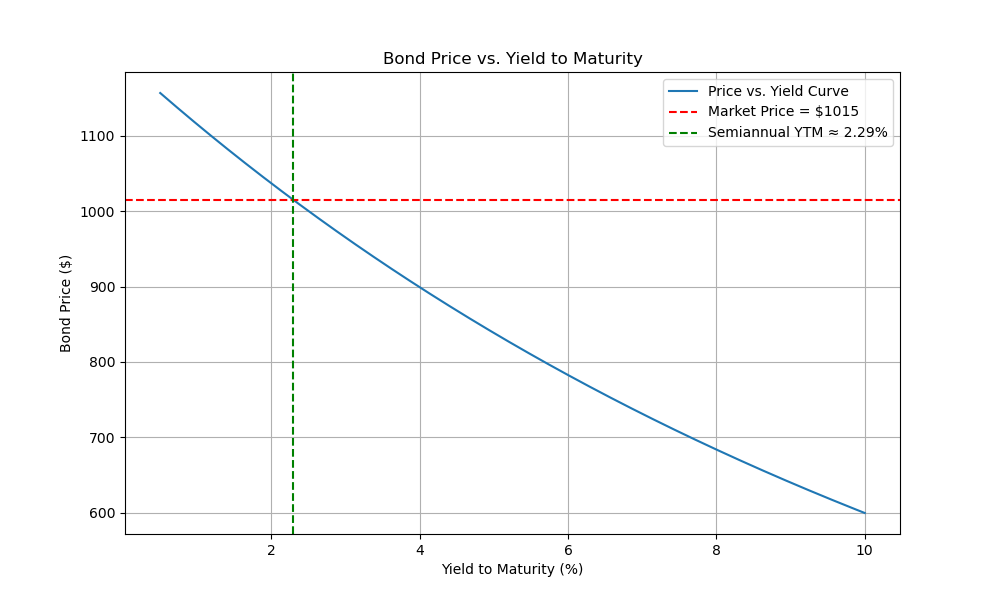 Bond Price vs. Yield to Maturity
Price vs. Yield Curve
Market Price = $1015
Semiannual YTM ≈ 2.29%
Bond Price ($)
1100
1000
900
800
700
600
2 4 6 8 10
Yield to Maturity (%)